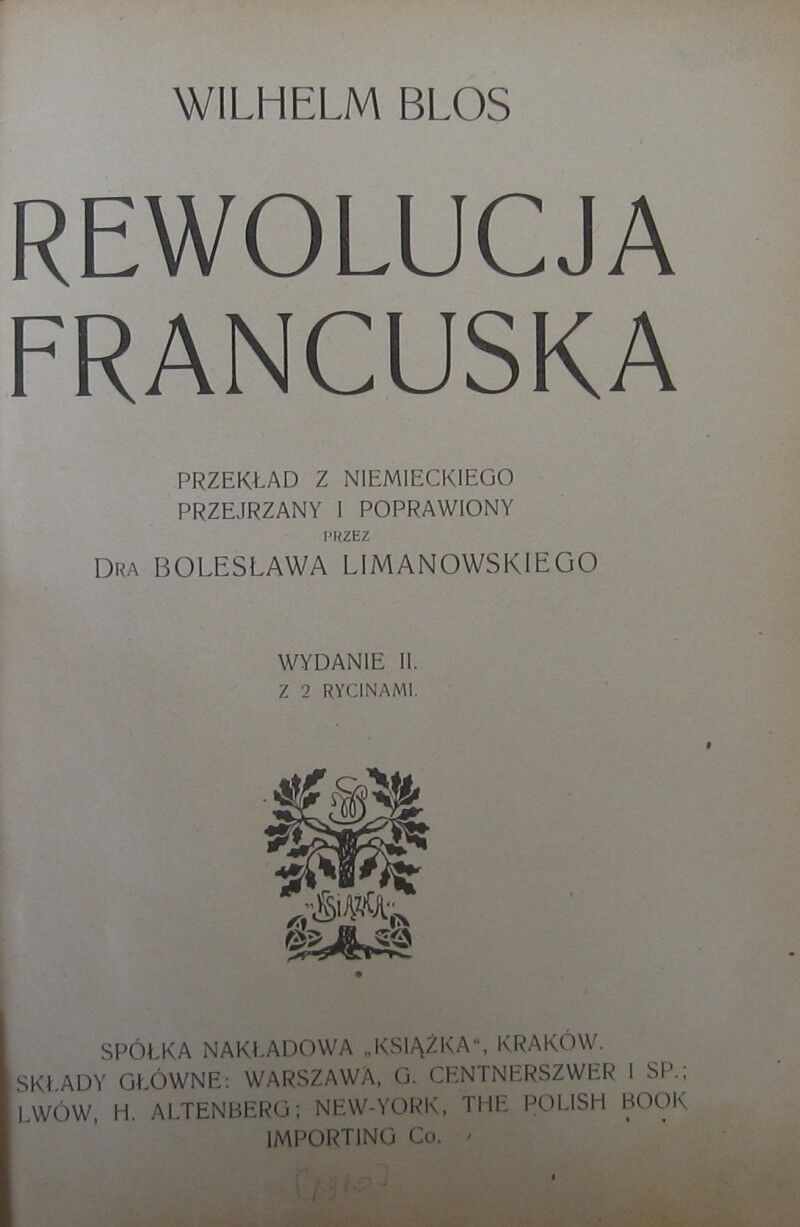 WILHELM BLOS
REWOLUCJA
FRANCUSKA
PRZEKŁAD Z NIEMIECKIEGO
PRZEJRZANY I POPRAWIONY
PRZEZ
DRA BOLESŁAWA LIMANOWSKIEGO
WYDANIE II.
Z 2 RYCINAMI.
„KSIĄŻKA“
SPÓŁKA NAKŁADOWA „KSIĄŻKA“, KRAKÓW.
SKŁADY GŁÓWNE: WARSZAWA, G. CENTNERSZWER I SP.;
LWÓW, H. ALTENBERG; NEW-YORK, THE POLISH BOOK
IMPORTING Co.
[1910]